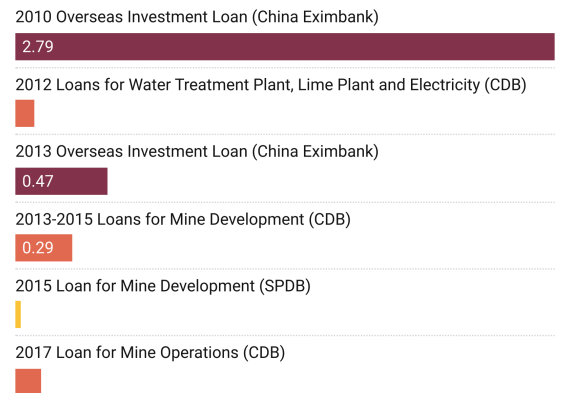 2010 Overseas Investment Loan (China Eximbank)
2.79
2012 Loans for Water Treatment Plant, Lime Plant and Electricity (CDB)
2013 Overseas Investment Loan (China Eximbank)
0.47
2013-2015 Loans for Mine Development (CDB)
0.29
2015 Loan for Mine Development (SPDB)
2017 Loan for Mine Operations (CDB)